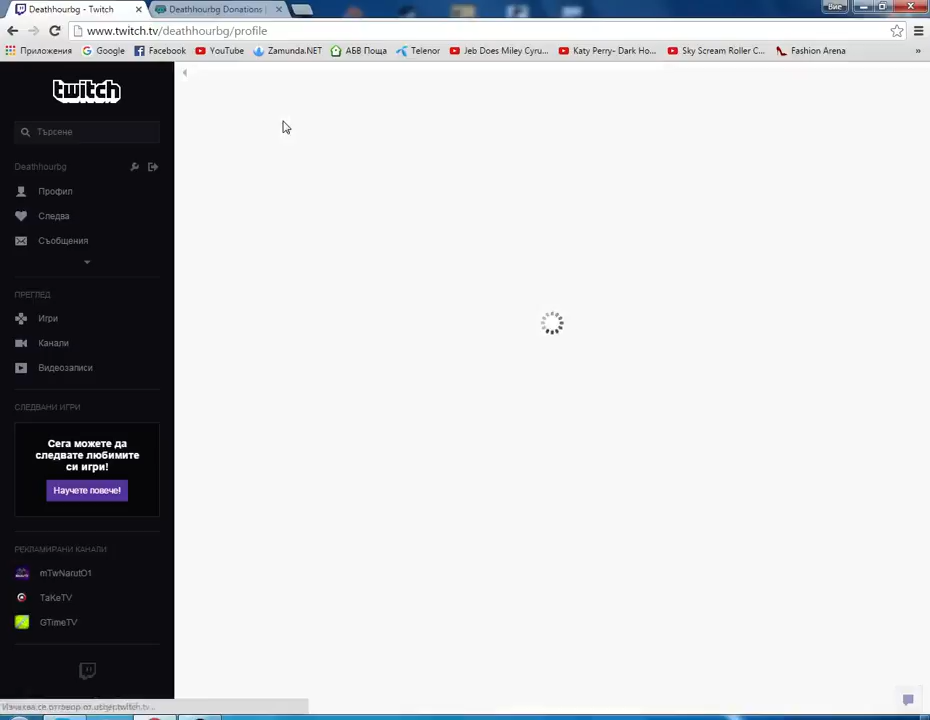 Deathhourbg - Twitch
Deathhourbg Donations |
Вие
www.twitch.tv/deathhourbg/profile
Приложения
Google
Facebook
YouTube
Zamunda.NET
АБВ Поща
Telenor
Jeb Does Miley Cyru...
Katy Perry- Dark Ho...
Sky Scream Roller C...
Fashion Arena
»
twitch
Търсене
Deathhourbg
Профил
Следва
Съобщения
ПРЕГЛЕД
Игри
Канали
Видеозаписи
СЛЕДВАНИ ИГРИ
Сега можете да
следвате любимите
си игри!
Научете повече!
РЕКЛАМИРАНИ КАНАЛИ
mTwNarutO1
TaKeTV
GTimeTV